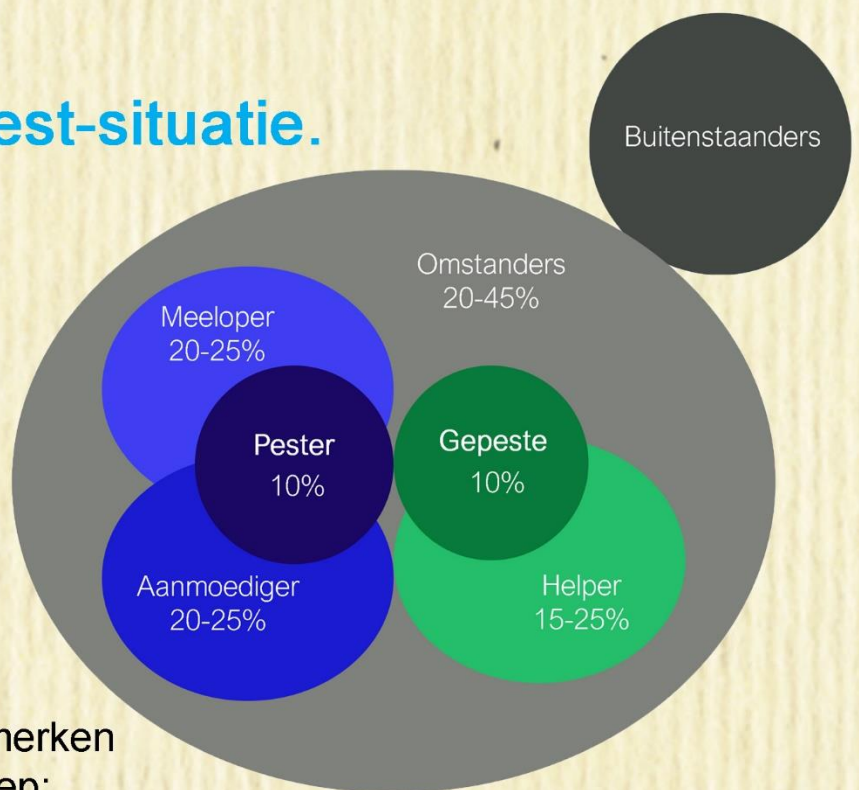 est-situatie.
Buitenstaanders
Omstanders
20-45%
Meeloper
20-25%
Pester
10%
Gepeste
10%
Aanmoediger
20-25%
Helper
15-25%
nerken